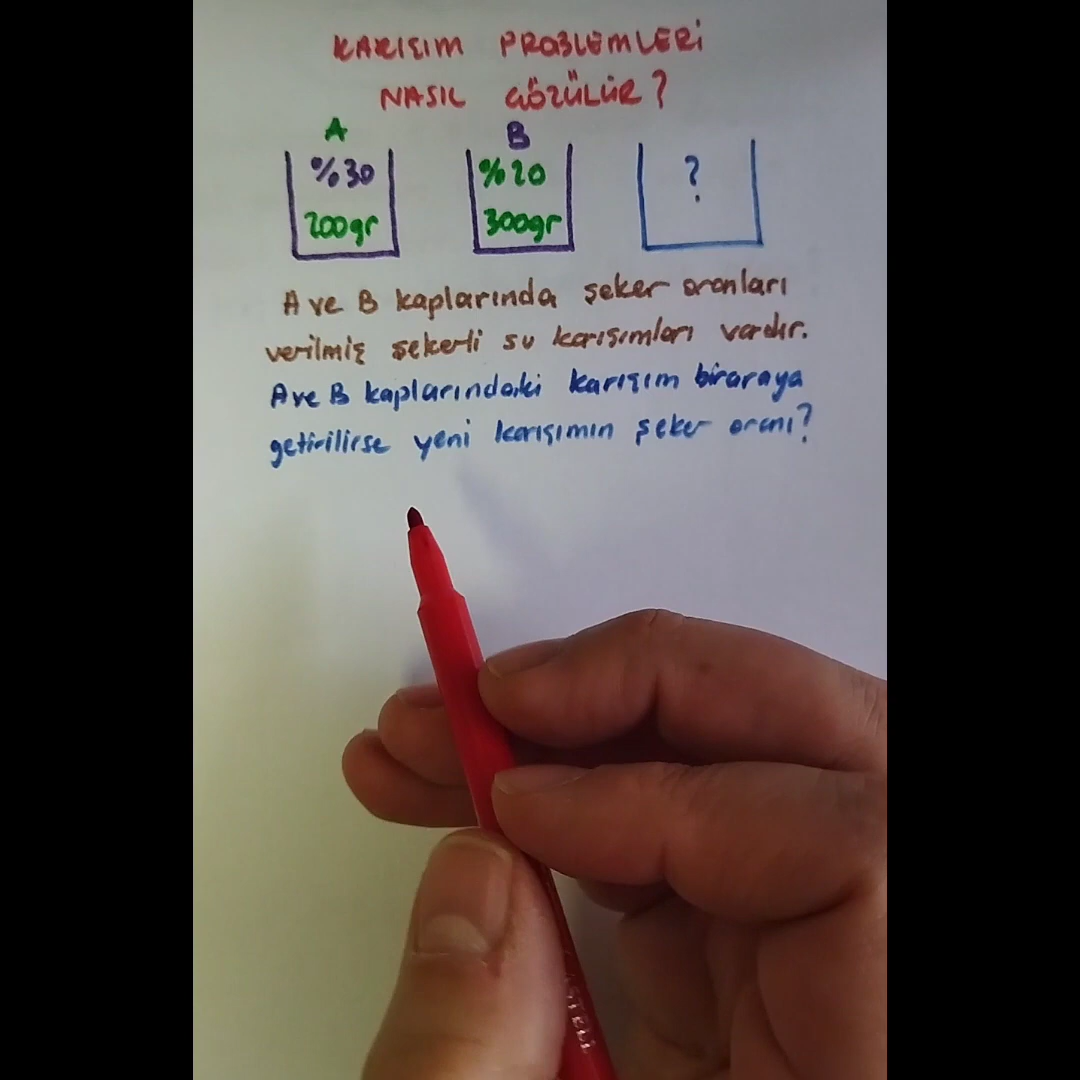 KARIŞIM PROBLEMLERİ
NASIL ÇÖZÜLÜR?
A B
%30 %20 ?
200gr 300gr
A ve B kaplarında şeker oranları
verilmiş şekerli su karışımları vardır.
A ve B kaplarındaki karışım biraraya
getirilirse yeni karışımın şeker oranı?